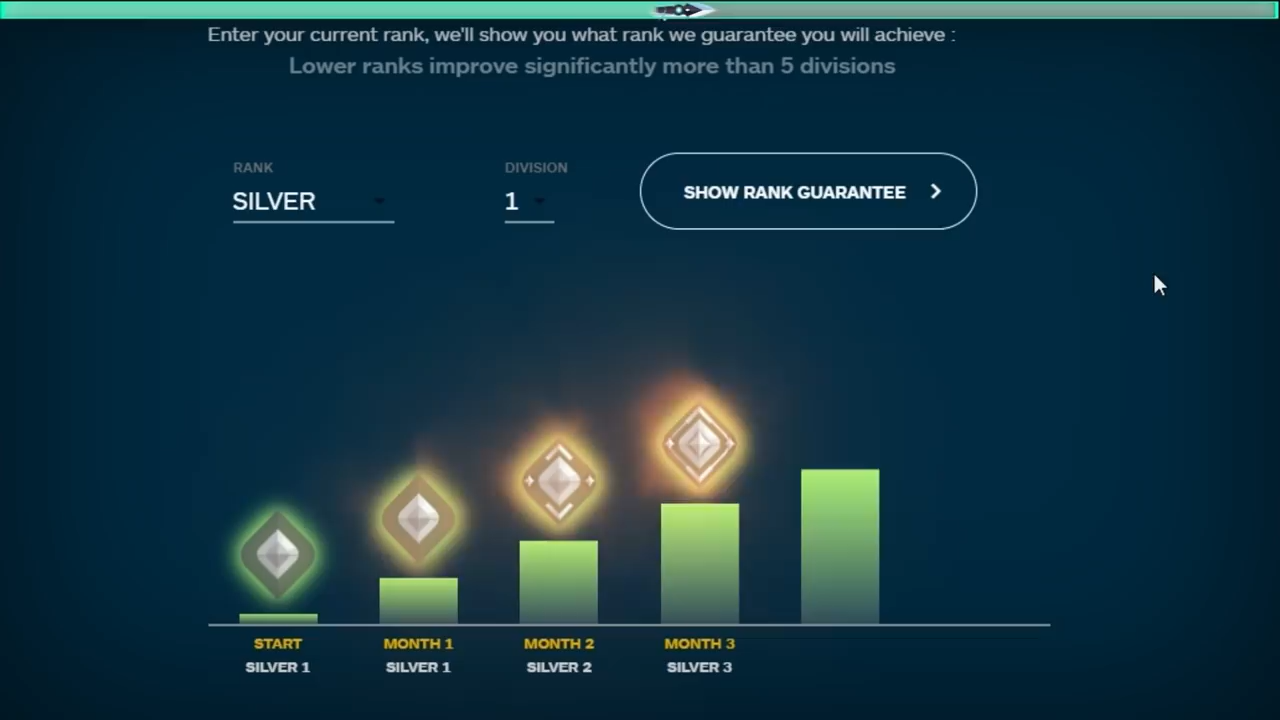 Enter your current rank, we'll show you what rank we guarantee you will achieve :
Lower ranks improve significantly more than 5 divisions
RANK
DIVISION
SILVER
1
SHOW RANK GUARANTEE
START
MONTH 1
MONTH 2
MONTH 3
SILVER 1
SILVER 1
SILVER 2
SILVER 3